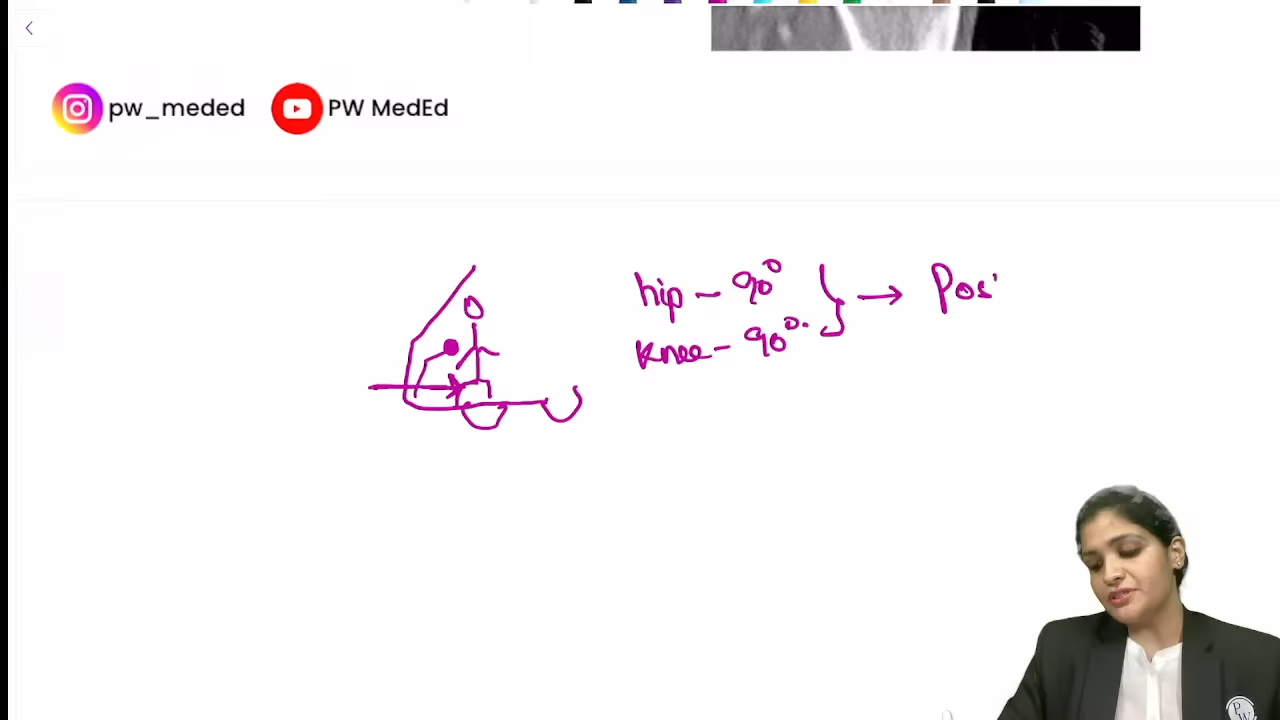 pw_meded PW MedEd
hip - 90° } → Pos
knee - 90°